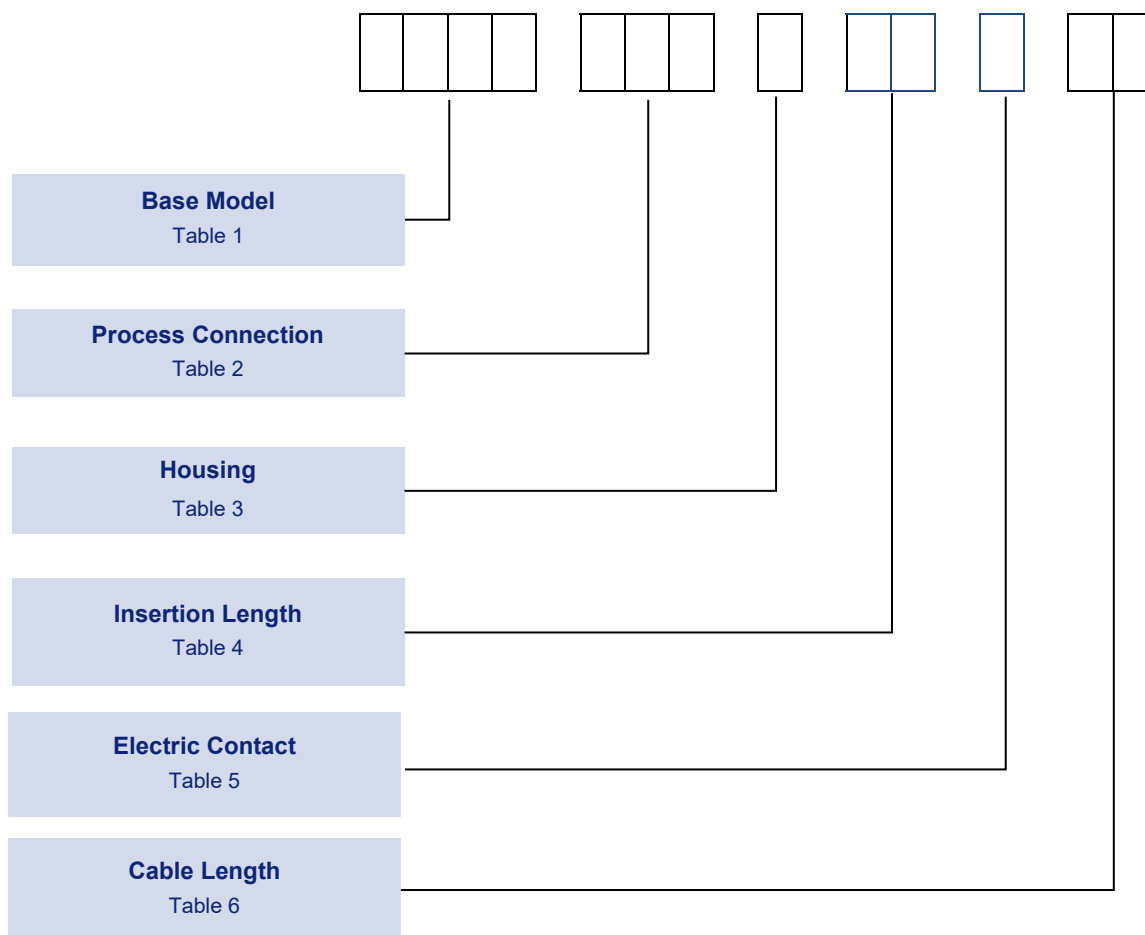 Base Model
Table 1
Process Connection
Table 2
Housing
Table 3
Insertion Length
Table 4
Electric Contact
Table 5
Cable Length
Table 6